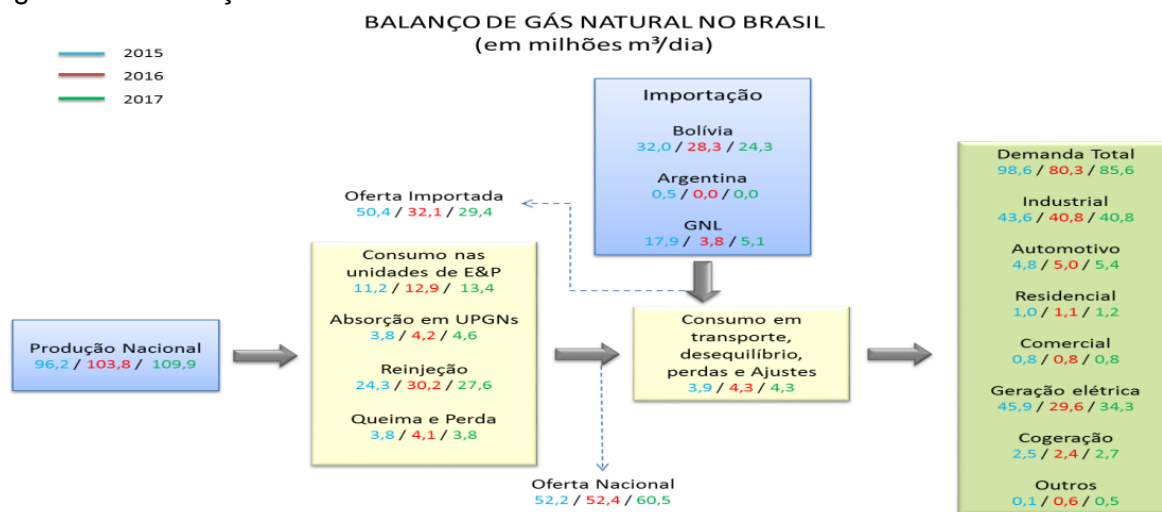 BALANÇO DE GÁS NATURAL NO BRASIL
(em milhões m³/dia)
2015
2016
2017
Importação
Bolívia
32,0 / 28,3 / 24,3
Argentina
0,5 / 0,0 / 0,0
GNL
17,9 / 3,8 / 5,1
Oferta Importada
50,4 / 32,1 / 29,4
Produção Nacional
96,2 / 103,8 / 109,9
Consumo nas
unidades de E&P
11,2 / 12,9 / 13,4
Absorção em UPGNs
3,8 / 4,2 / 4,6
Reinjeção
24,3 / 30,2 / 27,6
Queima e Perda
3,8 / 4,1 / 3,8
Oferta Nacional
52,2 / 52,4 / 60,5
Consumo em
transporte,
desequilíbrio,
perdas e Ajustes
3,9 / 4,3 / 4,3
Demanda Total
98,6 / 80,3 / 85,6
Industrial
43,6 / 40,8 / 40,8
Automotivo
4,8 / 5,0 / 5,4
Residencial
1,0 / 1,1 / 1,2
Comercial
0,8 / 0,8 / 0,8
Geração elétrica
45,9 / 29,6 / 34,3
Cogeração
2,5 / 2,4 / 2,7
Outros
0,1 / 0,6 / 0,5